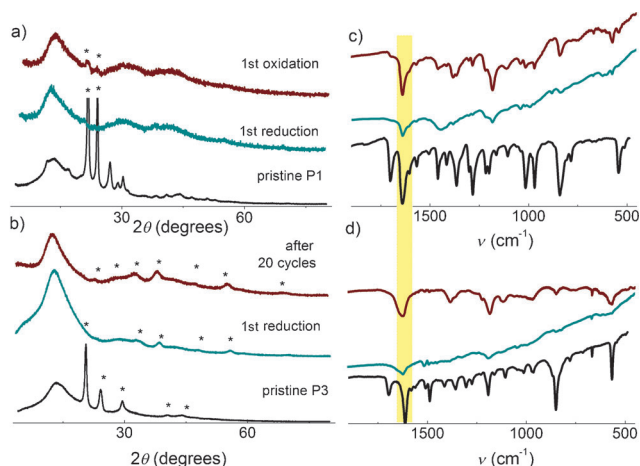 a)
* *
1st oxidation
* *
1st reduction
pristine P1
30
60
2θ (degrees)
b)
after
20 cycles
* * * * * * *
1st reduction
* * * * *
pristine P3
* * * * *
30
60
2θ (degrees)
c)
1500
1000
500
ν (cm⁻¹)
d)
1500
1000
500
ν (cm⁻¹)